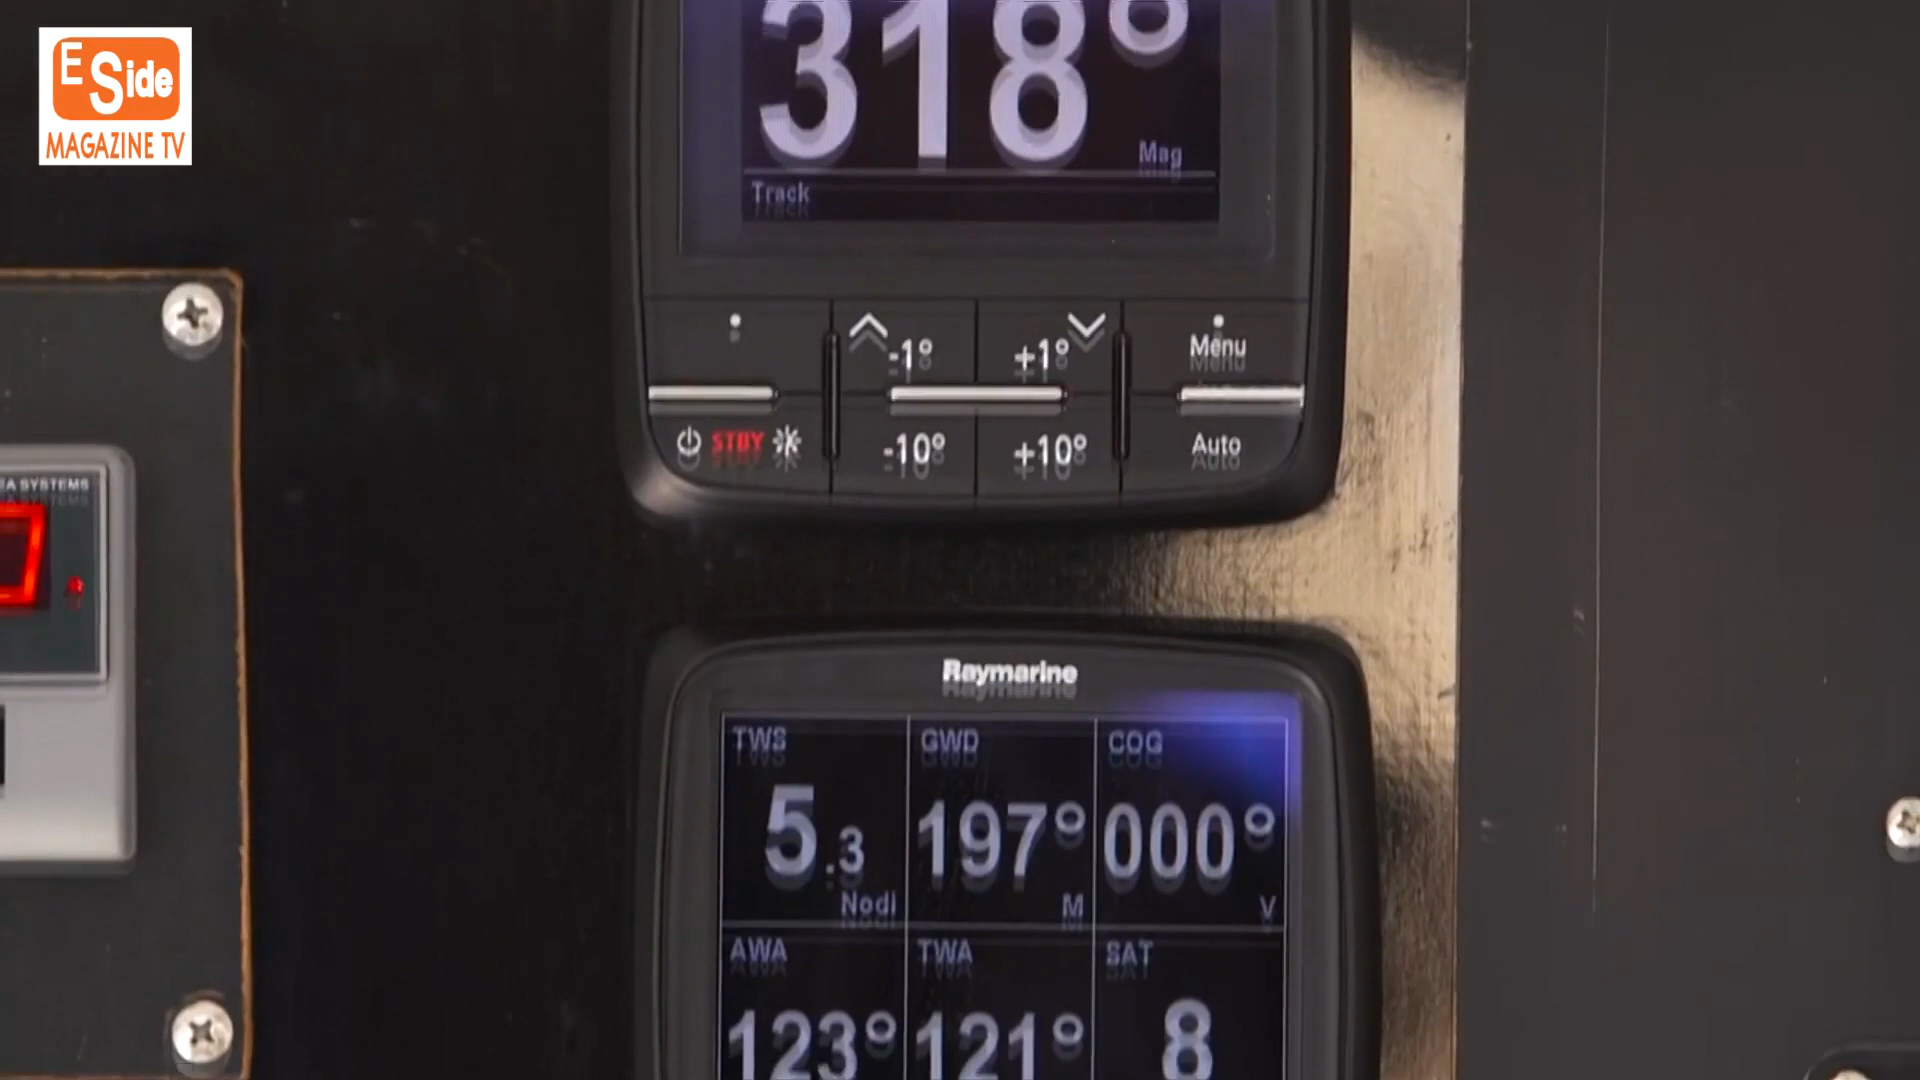 E Side
MAGAZINE TV
318°
Mag
Track
-1° +1° Menu
STBY -10° +10° Auto
SYSTEMS
Raymarine
TWS GWD COG
5.3 197° 000°
Nodi M V
AWA TWA SAT
123° 121° 8